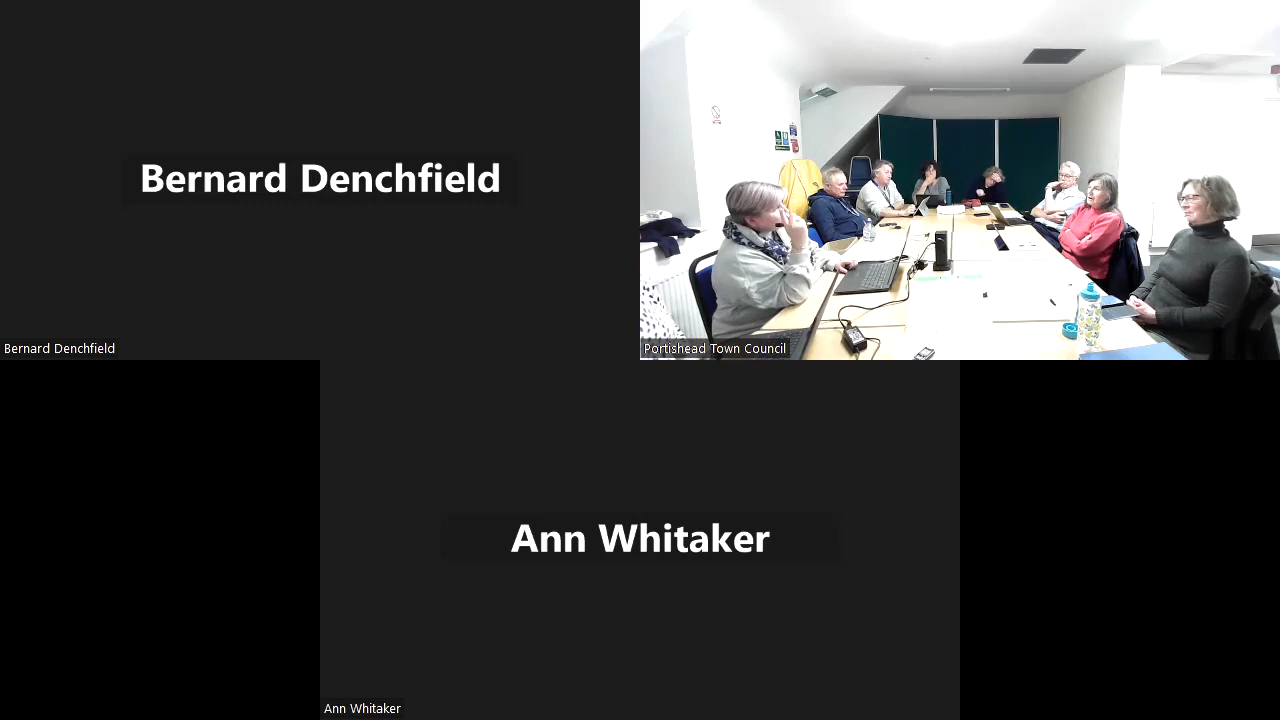 Bernard Denchfield
Bernard Denchfield
Portishead Town Council
Ann Whitaker
Ann Whitaker